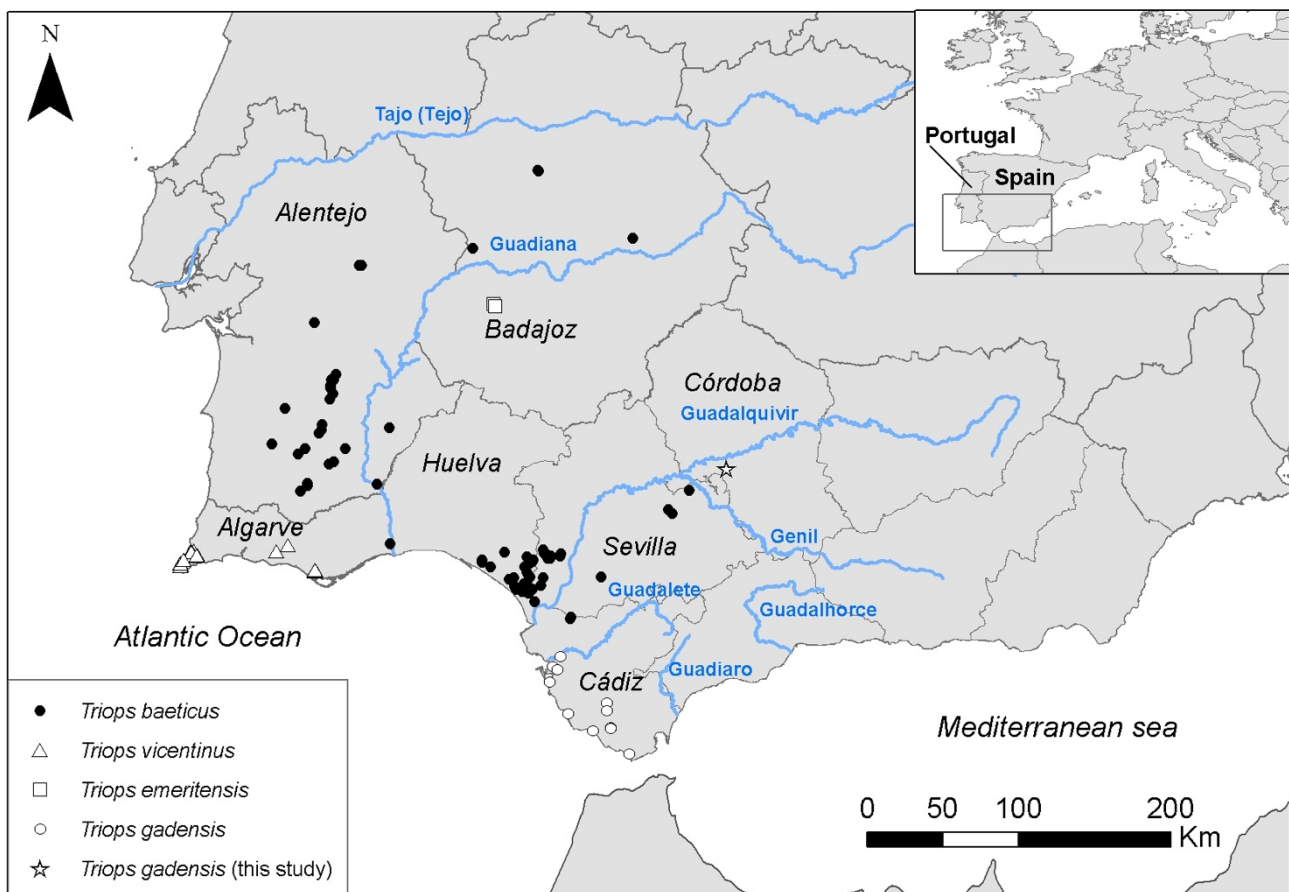 N
Tajo (Tejo)
Portugal
Spain
Alentejo
Guadiana
Badajoz
Córdoba
Guadalquivir
Huelva
Algarve
Sevilla
Genil
Guadalete
Guadalhorce
Atlantic Ocean
Guadiaro
Cádiz
Mediterranean sea
Triops baeticus
Triops vicentinus
Triops emeritensis
Triops gadensis
Triops gadensis (this study)
0 50 100 200
Km